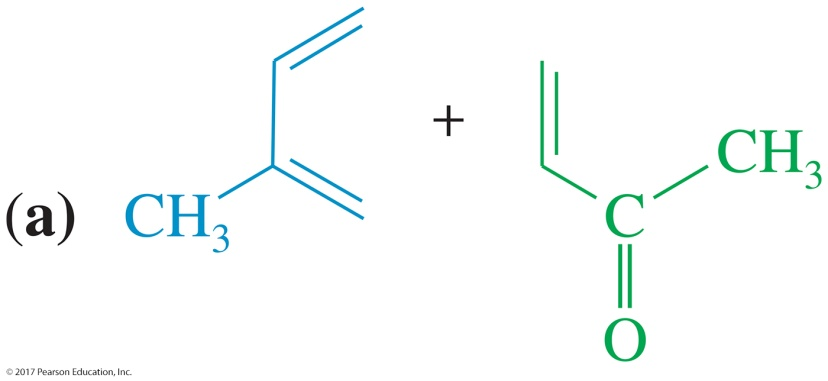 +
CH₃
(a) CH₃
C
O
© 2017 Pearson Education, Inc.